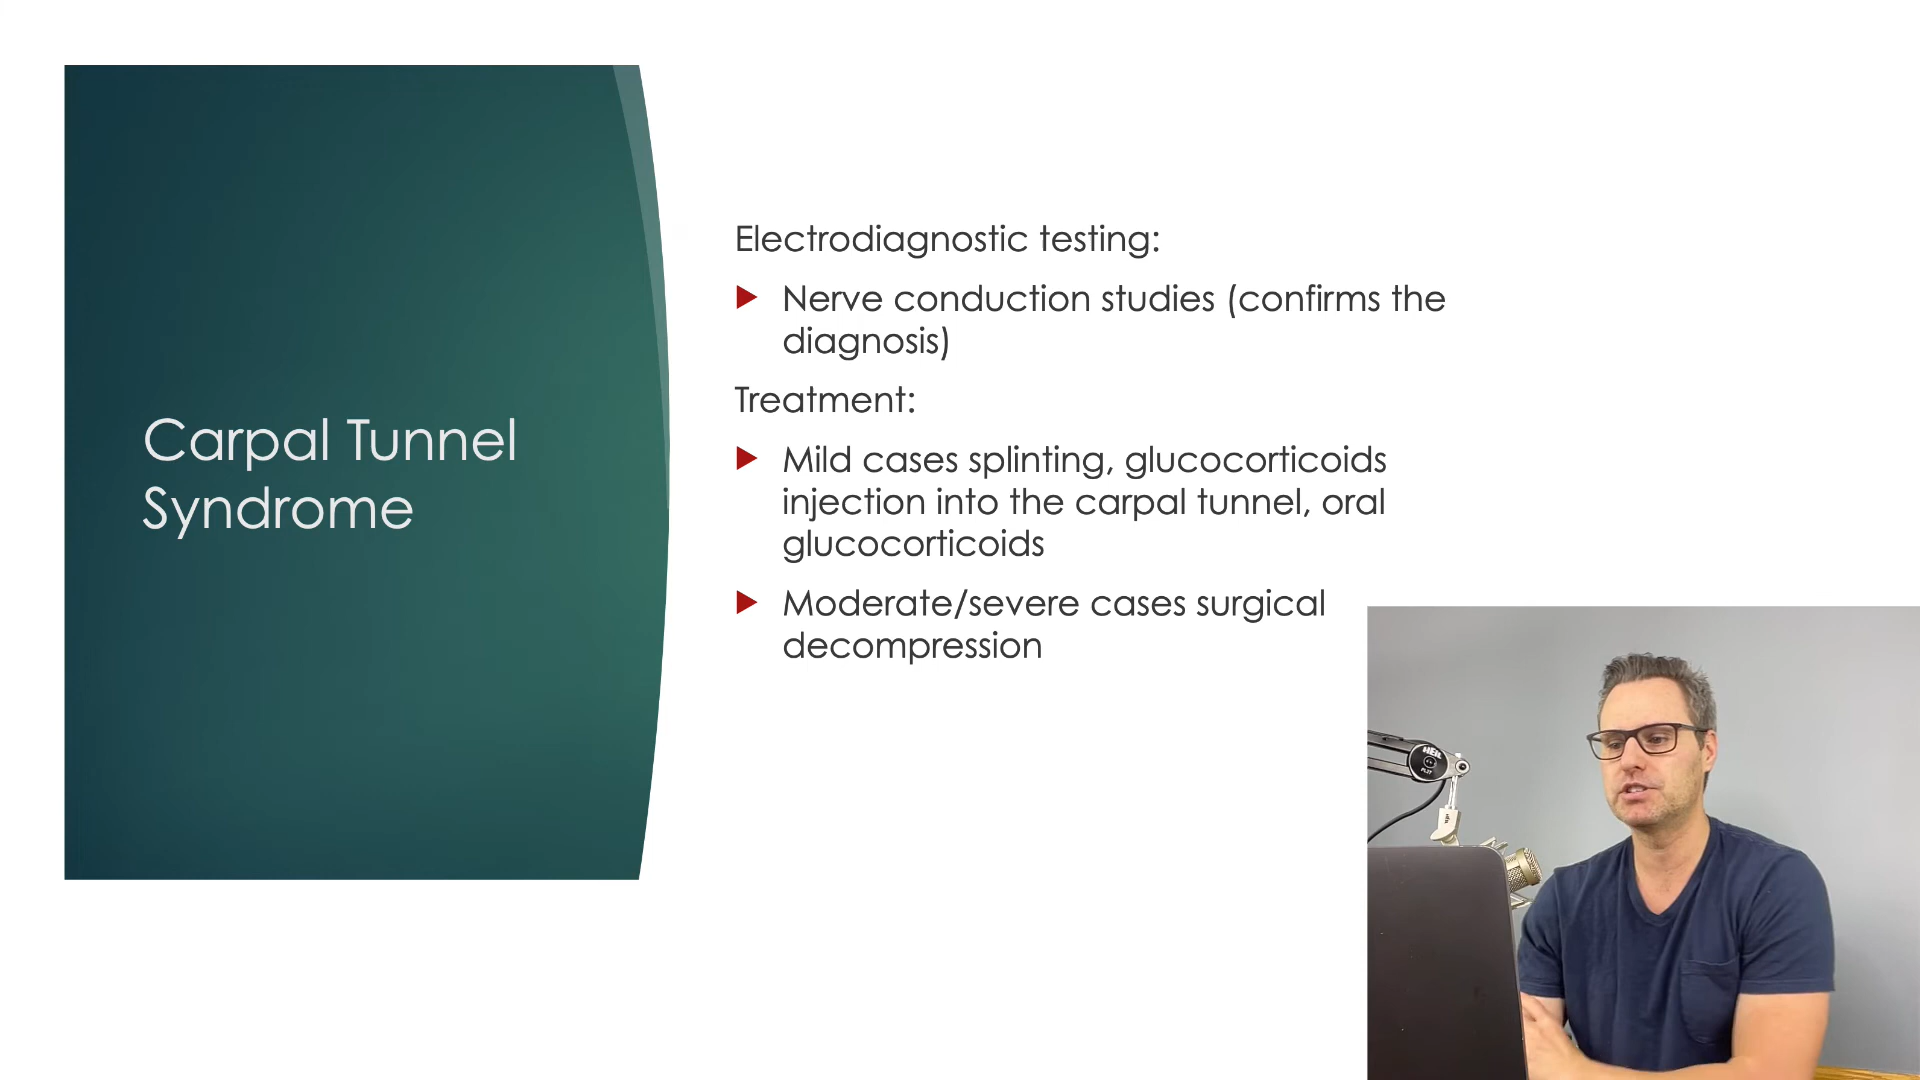 Carpal Tunnel
Syndrome
Electrodiagnostic testing:
Nerve conduction studies (confirms the
diagnosis)
Treatment:
Mild cases splinting, glucocorticoids
injection into the carpal tunnel, oral
glucocorticoids
Moderate/severe cases surgical
decompression
HEIL